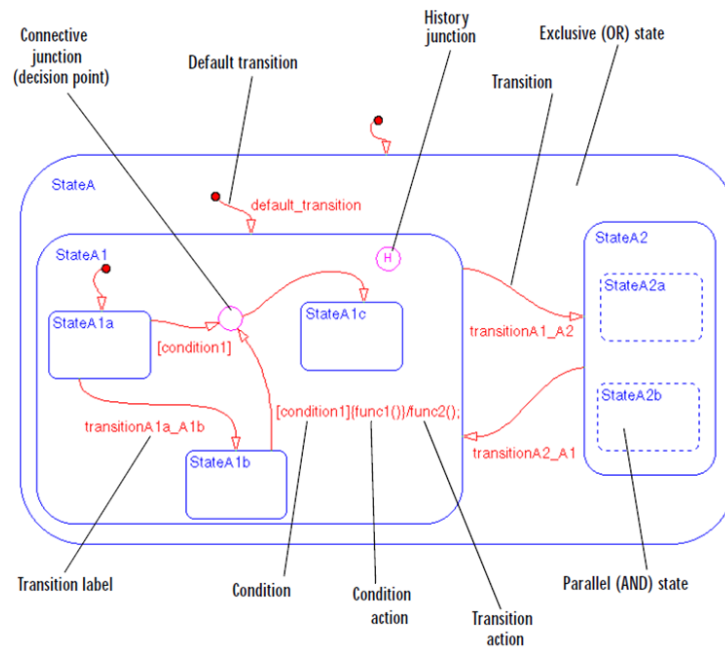 Connective
junction
(decision point)
Default transition
History
junction
Exclusive (OR) state
Transition
StateA
default_transition
StateA1
H
StateA2
StateA2a
StateA1a
StateA1c
[condition1]
transitionA1_A2
StateA2b
[condition1]{func1()}/func2();
transitionA1a_A1b
transitionA2_A1
StateA1b
Transition label
Condition
Condition
action
Transition
action
Parallel (AND) state